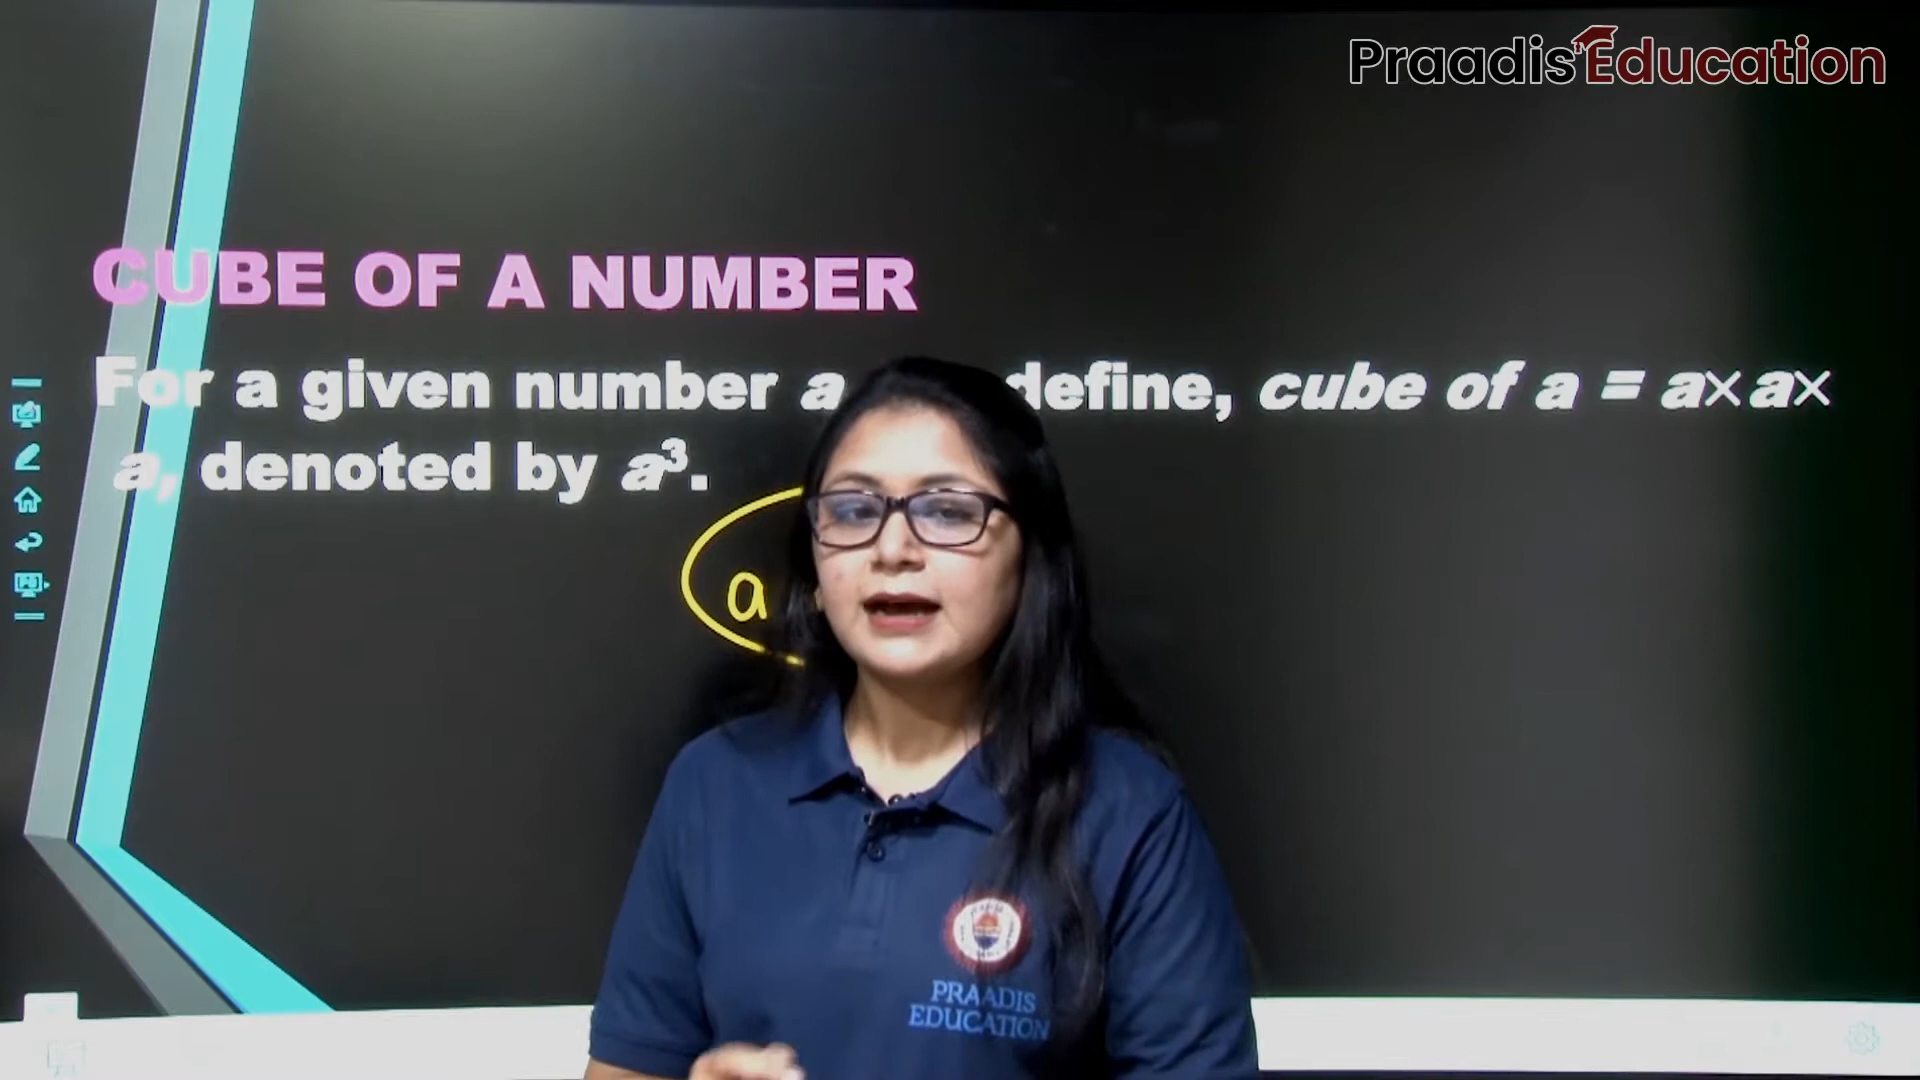 Praadis Education
CUBE OF A NUMBER
For a given number a define, cube of a = a×a×
a, denoted by a³.
a
PRAADIS
EDUCATION